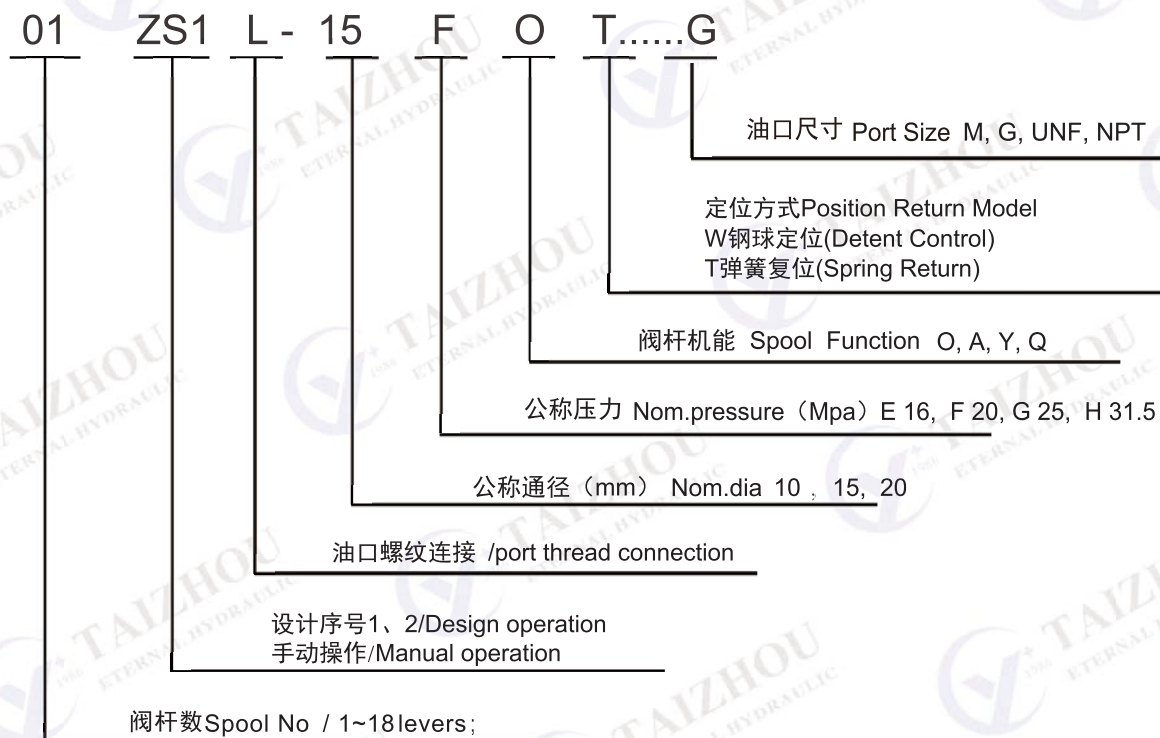 01 ZS1 L - 15 F O T......G
油口尺寸 Port Size M, G, UNF, NPT
定位方式Position Return Model
W钢球定位(Detent Control)
T弹簧复位(Spring Return)
阀杆机能 Spool Function O, A, Y, Q
公称压力 Nom.pressure（Mpa）E 16, F 20, G 25, H 31.5
公称通径（mm） Nom.dia 10 , 15, 20
油口螺纹连接 /port thread connection
设计序号1、2/Design operation
手动操作/Manual operation
阀杆数Spool No / 1~18levers;
TAIZHOU
ETERNAL HYDRAULIC
1986